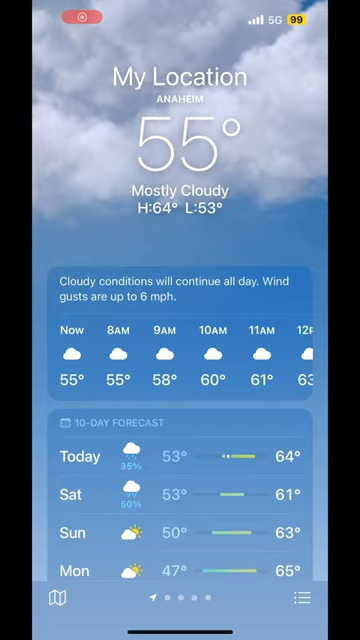 5G 99
My Location
ANAHEIM
55°
Mostly Cloudy
H:64° L:53°
Cloudy conditions will continue all day. Wind
gusts are up to 6 mph.
Now 8AM 9AM 10AM 11AM 12P
55° 55° 58° 60° 61° 63
10-DAY FORECAST
Today 35% 53° 64°
Sat 50% 53° 61°
Sun 50° 63°
Mon 47° 65°